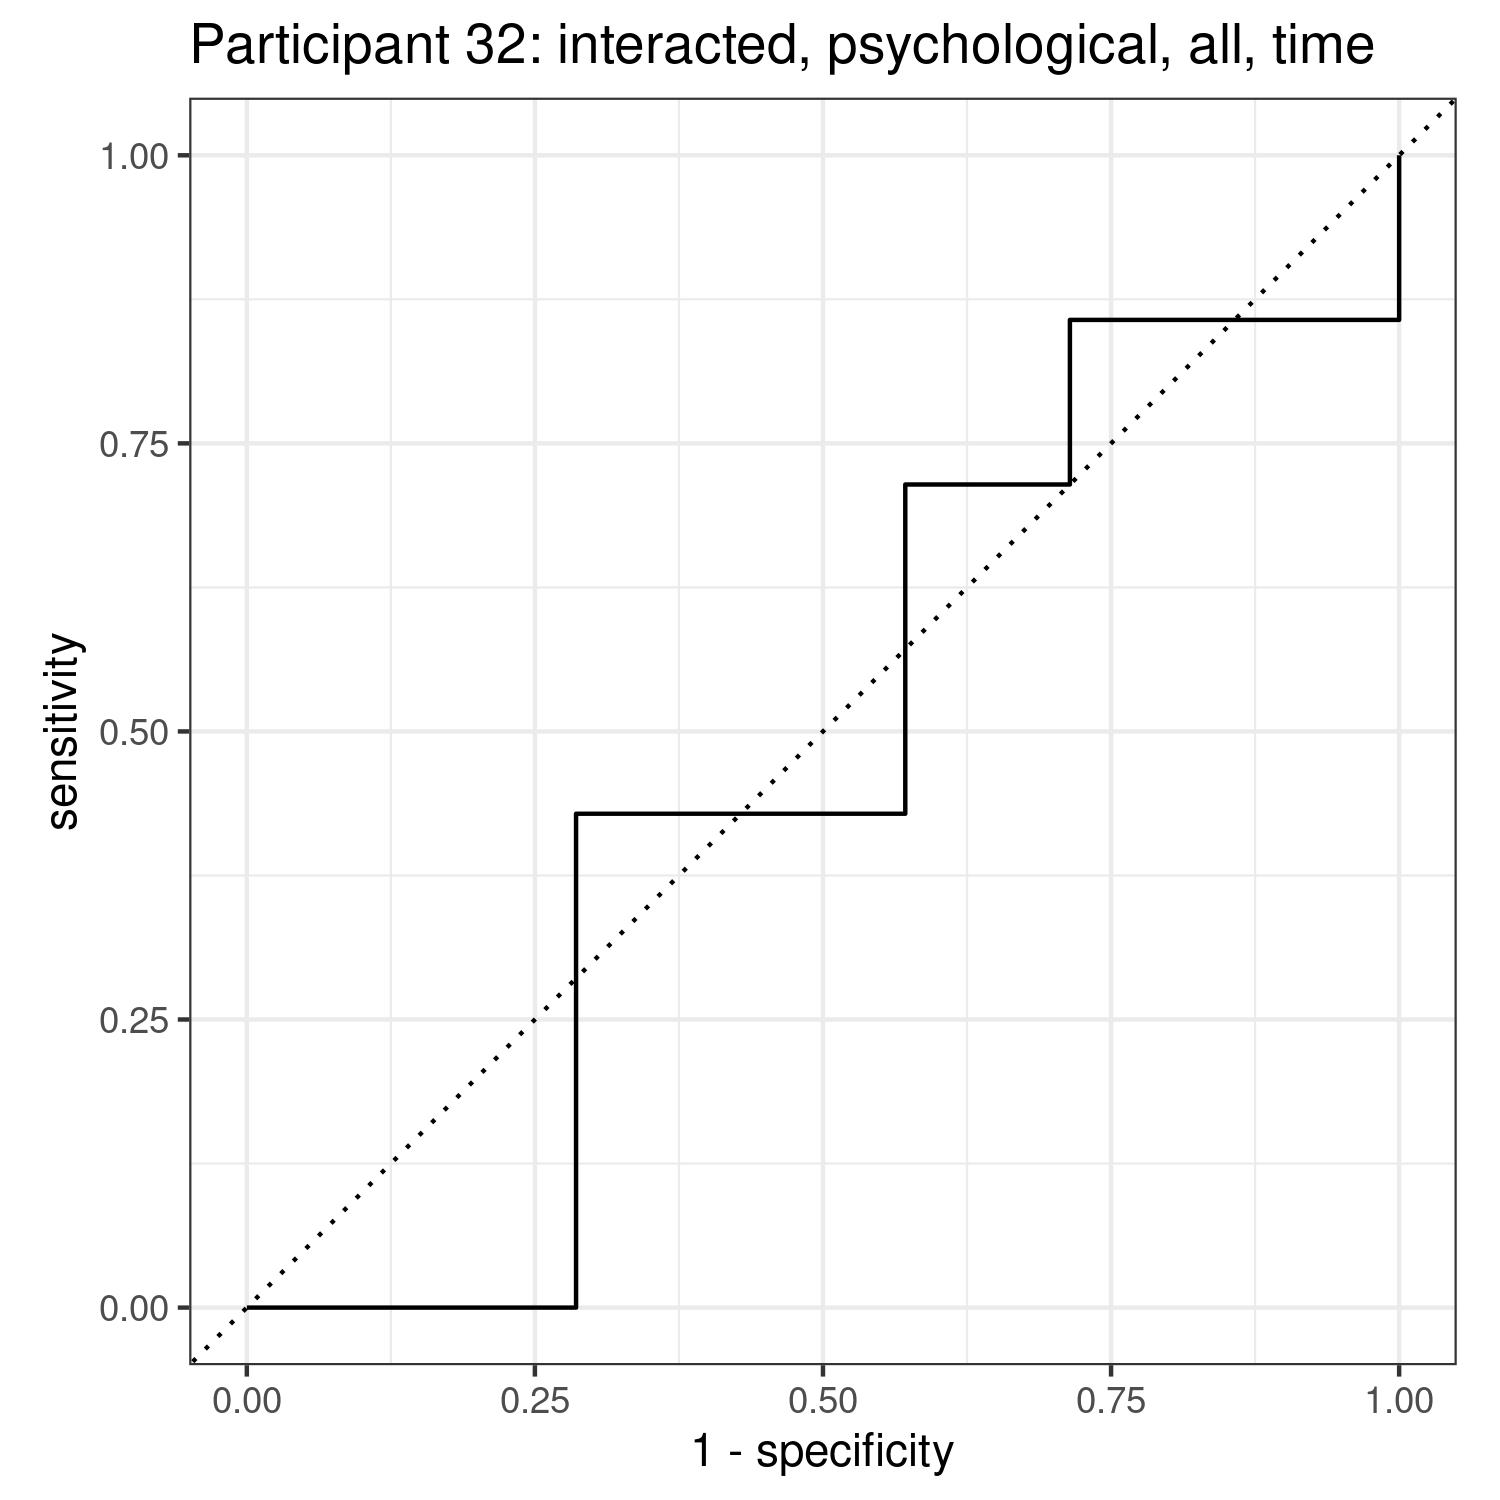 Participant 32: interacted, psychological, all, time
1.00
0.75
0.50
0.25
0.00
sensitivity
0.00 0.25 0.50 0.75 1.00
1 - specificity